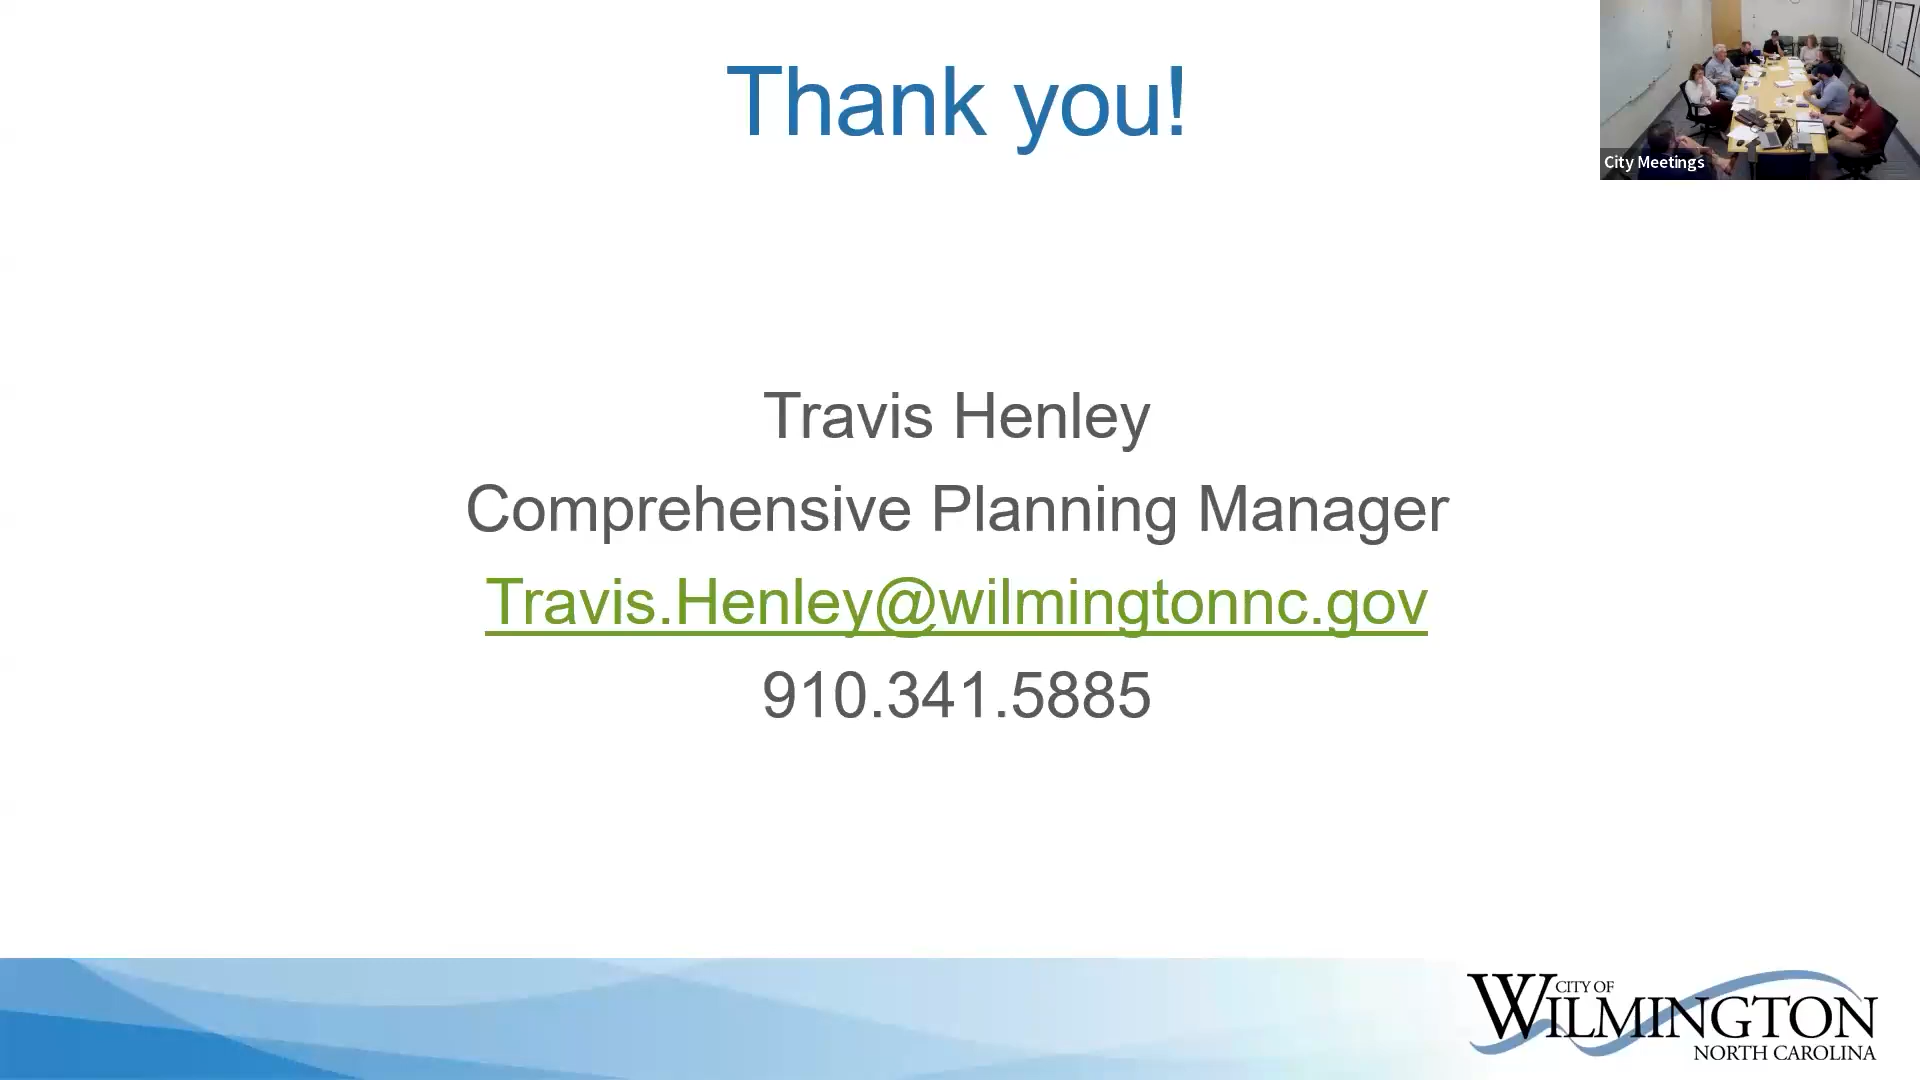 Thank you!
City Meetings
Travis Henley
Comprehensive Planning Manager
Travis.Henley@wilmingtonnc.gov
910.341.5885
CITY OF
WILMINGTON
NORTH CAROLINA